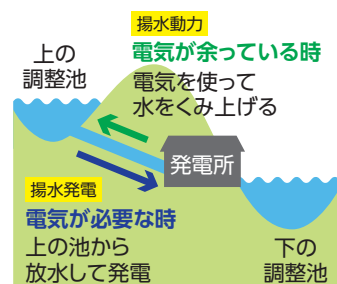 揚水動力
電気が余っている時
電気を使って
水をくみ上げる
上の
調整池
発電所
揚水発電
電気が必要な時
上の池から
放水して発電
下の
調整池